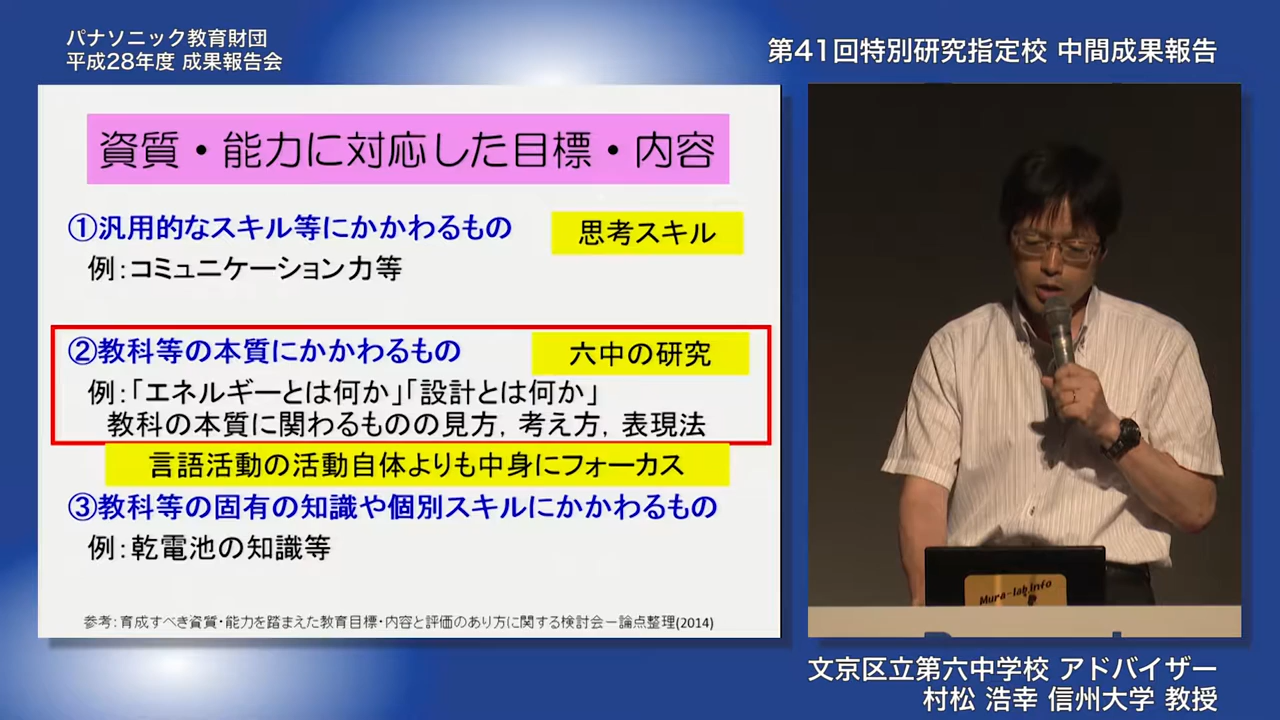 パナソニック教育財団
平成28年度 成果報告会
第41回特別研究指定校 中間成果報告
資質・能力に対応した目標・内容
①汎用的なスキル等にかかわるもの
思考スキル
例:コミュニケーション力等
②教科等の本質にかかわるもの
六中の研究
例:「エネルギーとは何か」「設計とは何か」
教科の本質に関わるものの見方，考え方，表現法
言語活動の活動自体よりも中身にフォーカス
③教科等の固有の知識や個別スキルにかかわるもの
例:乾電池の知識等
参考:育成すべき資質・能力を踏まえた教育目標・内容と評価のあり方に関する検討会－論点整理(2014)
Mura-lab.info
文京区立第六中学校 アドバイザー
村松 浩幸 信州大学 教授